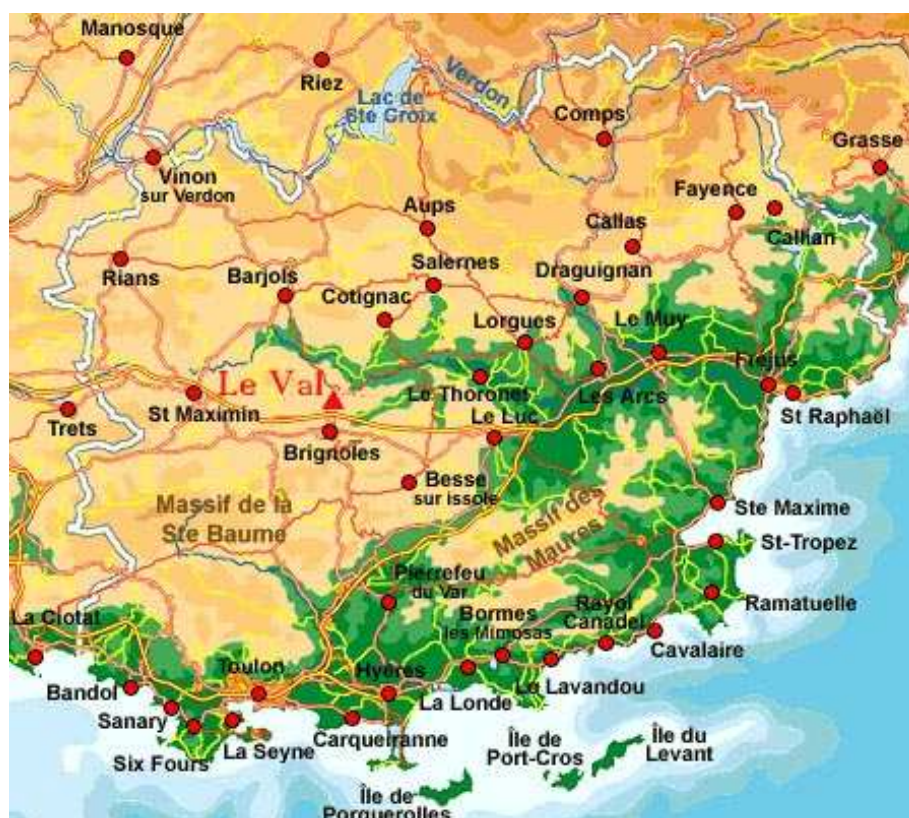 Manosque
Riez
Verdon
Lac de
Ste Croix
Comps
Grasse
Vinon
sur Verdon
Fayence
Aups
Callas
Callian
Rians
Barjols
Salernes
Draguignan
Cotignac
Lorgues
Le Muy
Fréjus
Le Val
St Maximin
Le Thoronet
Les Arcs
St Raphaël
Trets
Le Luc
Brignoles
Besse
sur issole
Massif de la
Ste Baume
Massif des
Maures
Ste Maxime
St-Tropez
Pierrefeu
du Var
Ramatuelle
La Ciotat
Bormes
les Mimosas
Rayol
Canadel
Cavalaire
Toulon
Hyères
Bandol
La Londe
Le Lavandou
Sanary
La Seyne
Carqueiranne
Six Fours
Île de
Port-Cros
Île du
Levant
Île de
Porquerolles